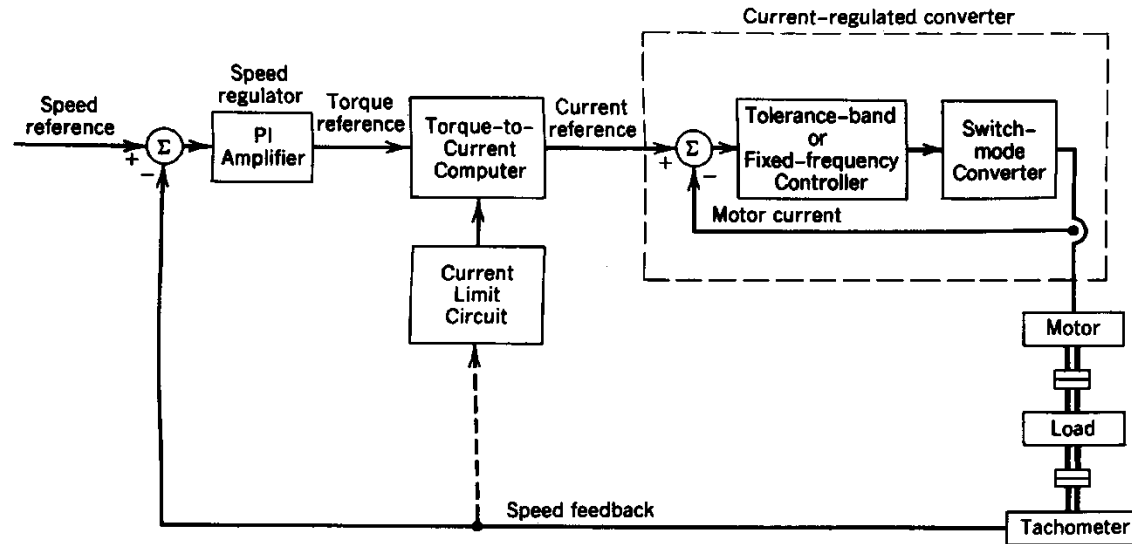 Current-regulated converter
Speed
regulator
Speed
reference
Torque
reference
Current
reference
+
Σ
−
PI
Amplifier
Torque-to-
Current
Computer
+
Σ
−
Tolerance-band
or
Fixed-frequency
Controller
Switch-
mode
Converter
Motor current
Current
Limit
Circuit
Motor
Load
Speed feedback
Tachometer